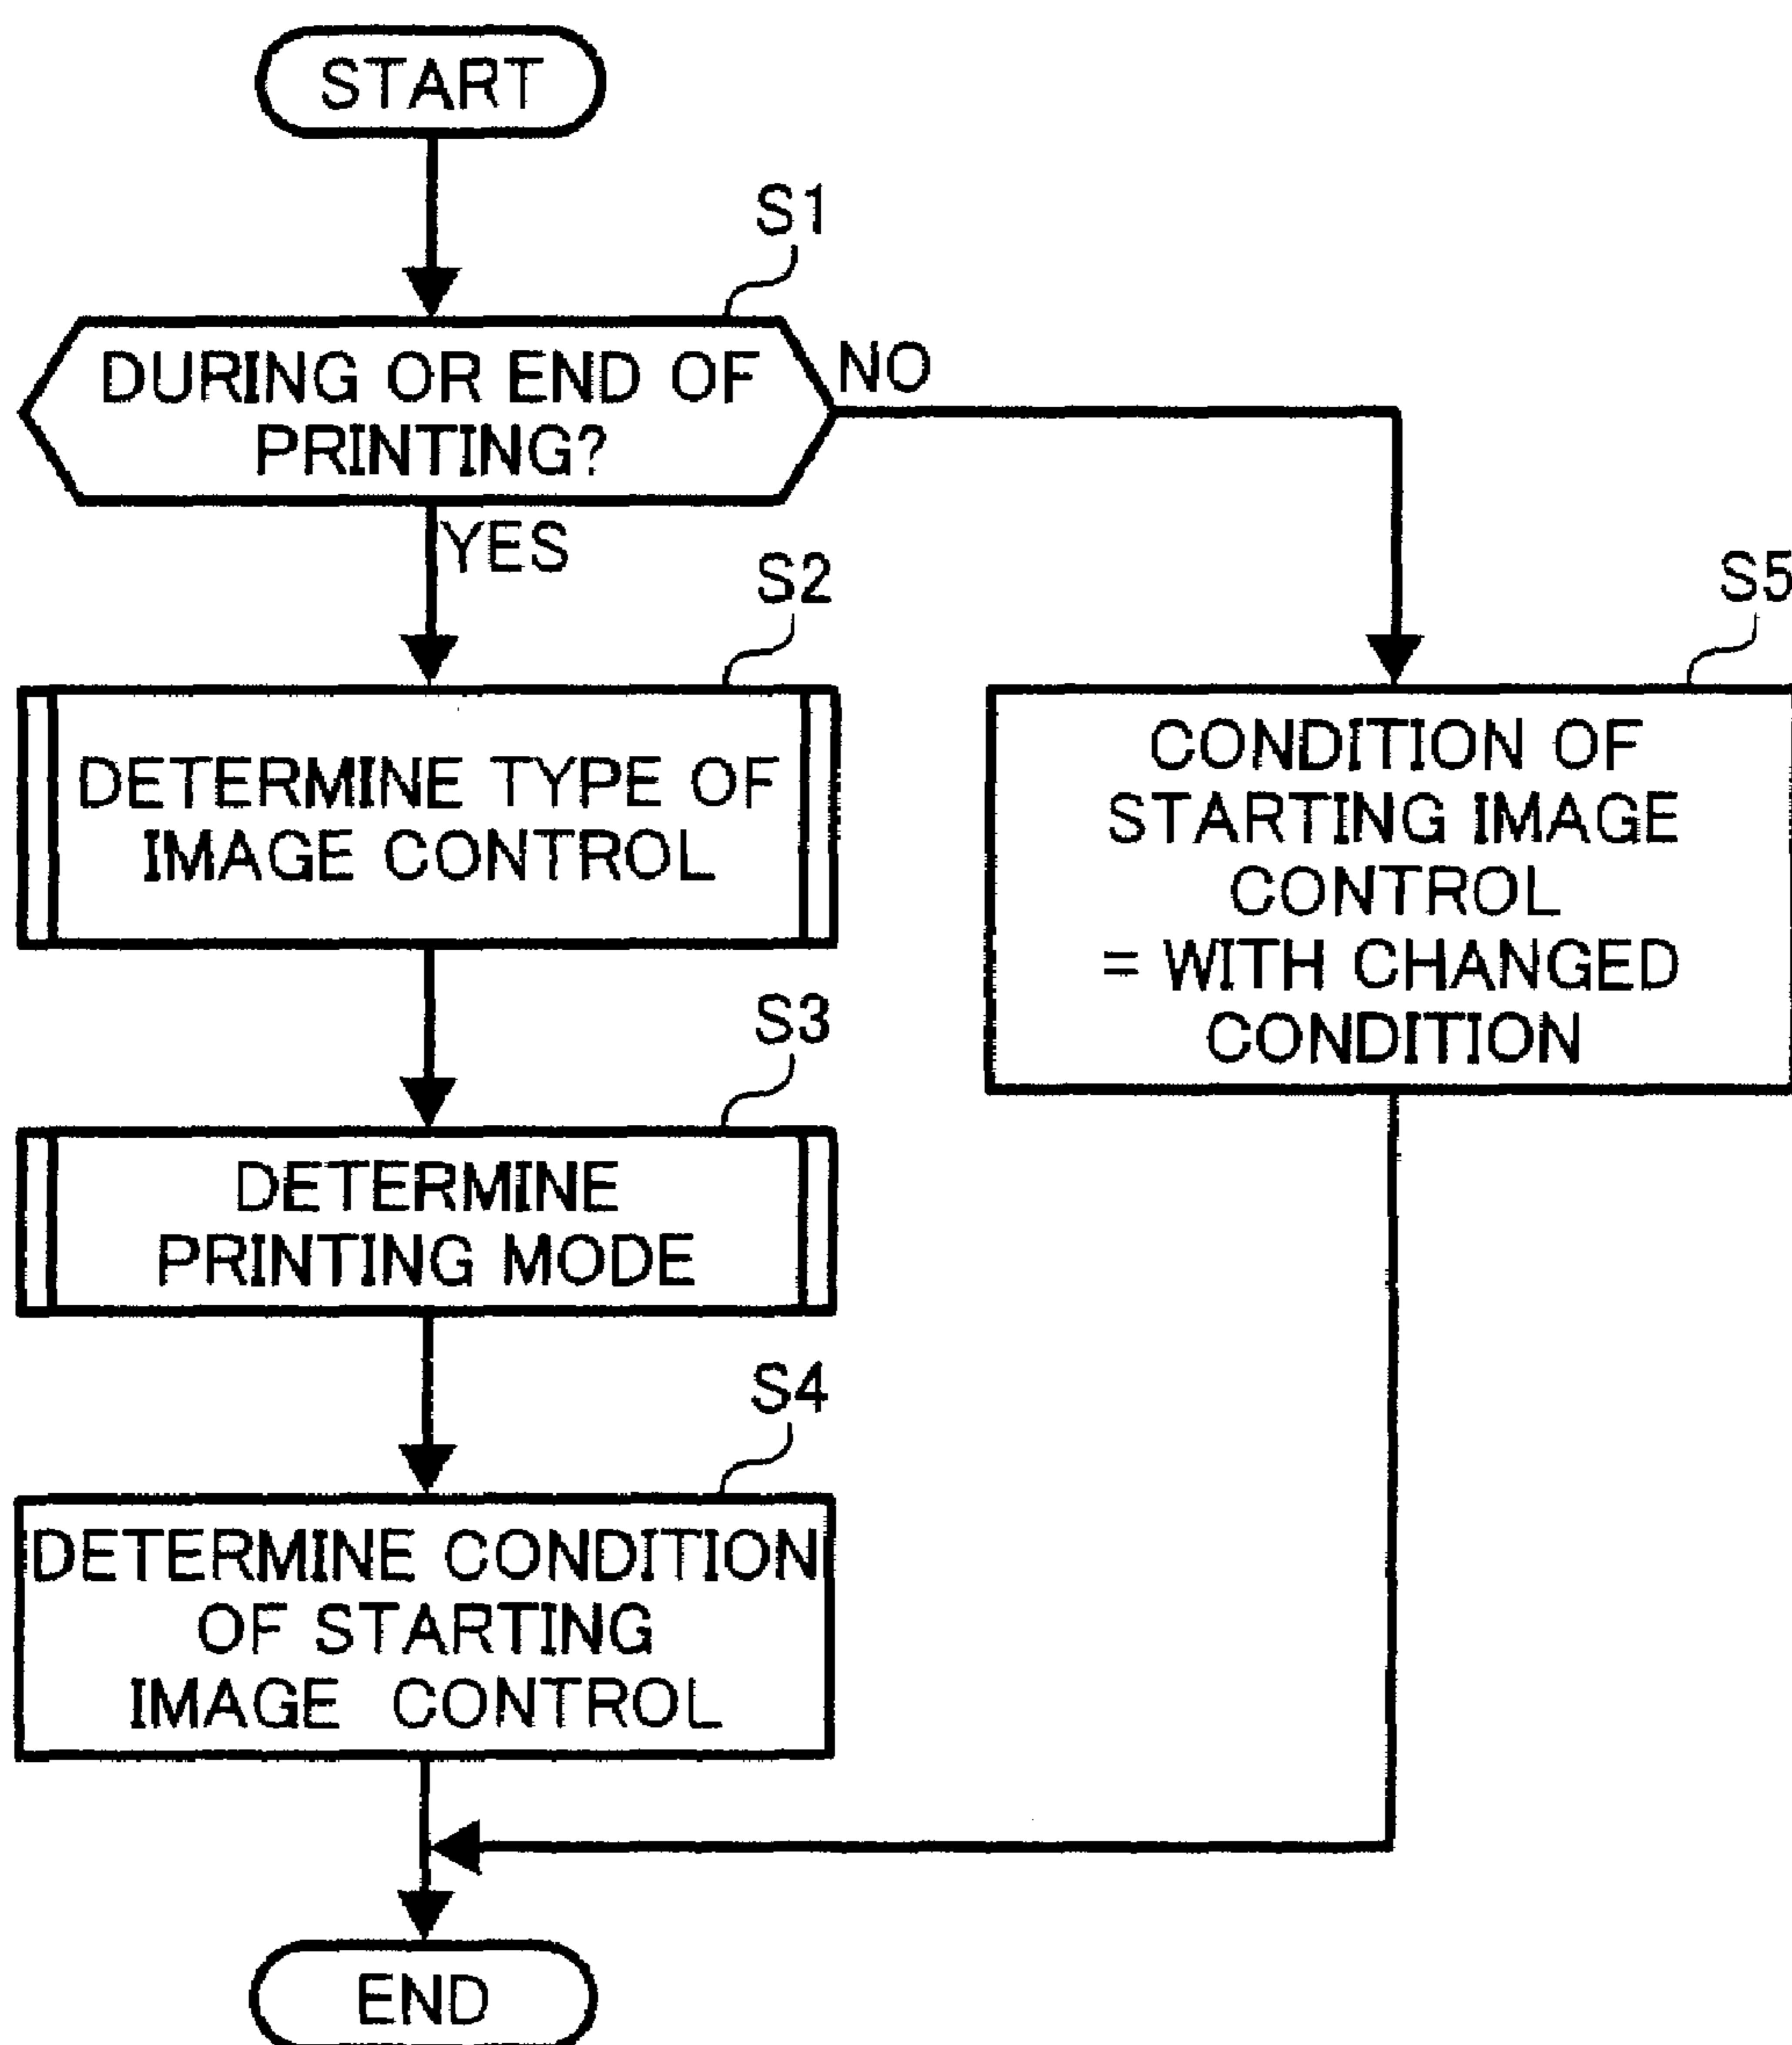 START
S1
DURING OR END OF
PRINTING?
NO
YES
S2
DETERMINE TYPE OF
IMAGE CONTROL
S5
CONDITION OF
STARTING IMAGE
CONTROL
= WITH CHANGED
CONDITION
S3
DETERMINE
PRINTING MODE
S4
DETERMINE CONDITION
OF STARTING
IMAGE CONTROL
END